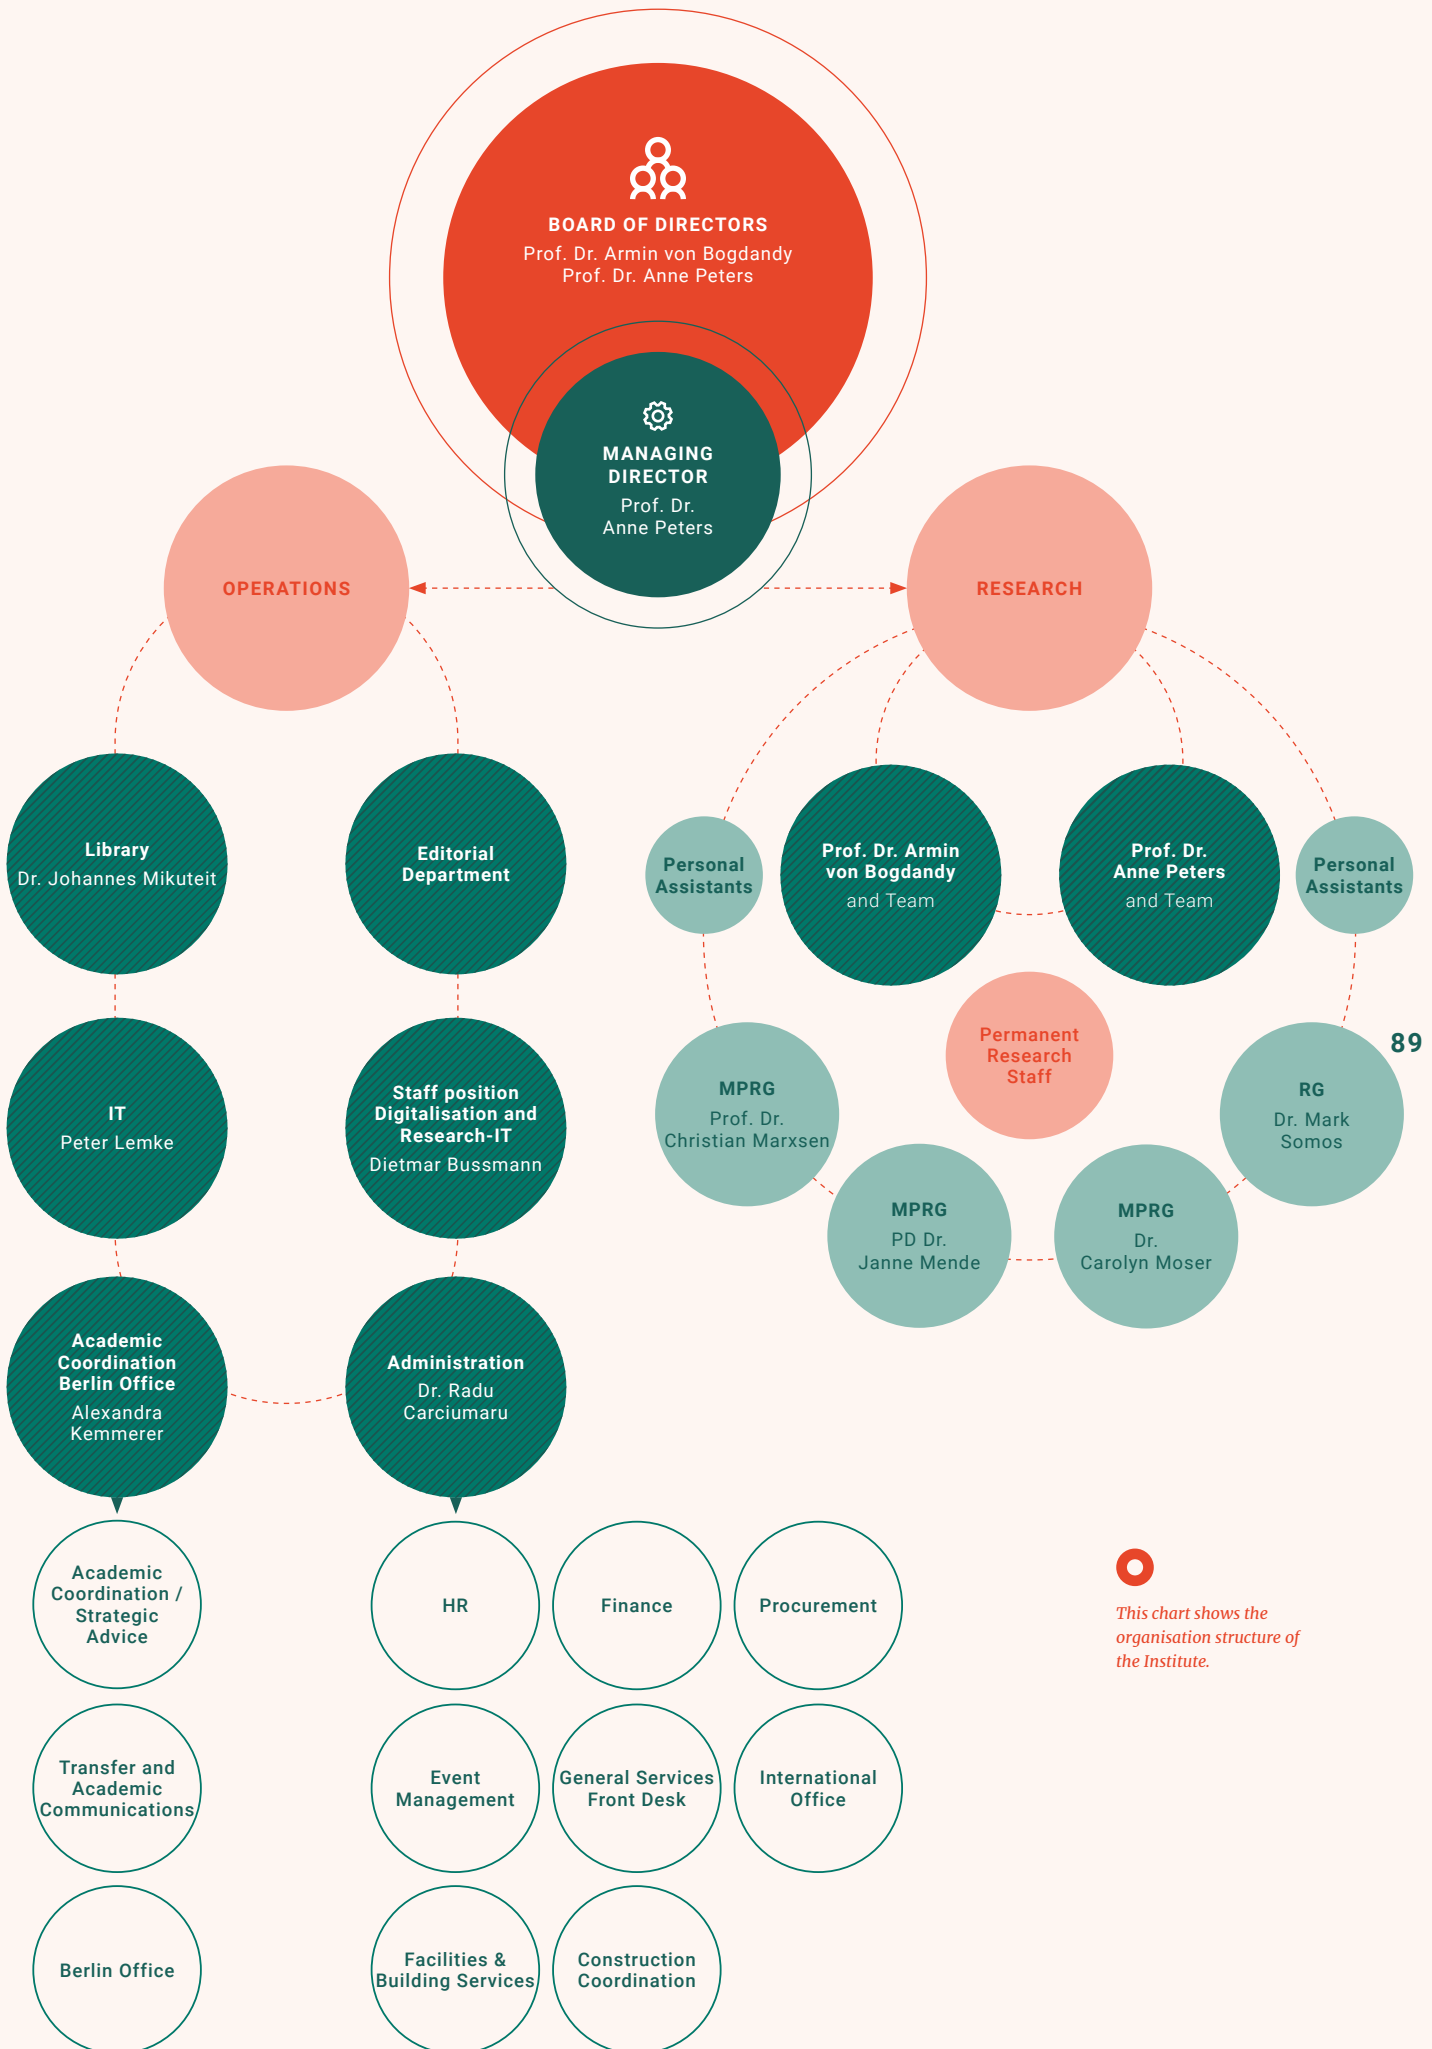 BOARD OF DIRECTORS
Prof. Dr. Armin von Bogdandy
Prof. Dr. Anne Peters
MANAGING
DIRECTOR
Prof. Dr.
Anne Peters
OPERATIONS
RESEARCH
Library
Dr. Johannes Mikuteit
Editorial
Department
Personal
Assistants
Prof. Dr. Armin
von Bogdandy
and Team
Prof. Dr.
Anne Peters
and Team
Personal
Assistants
Permanent
Research
Staff
89
IT
Peter Lemke
Staff position
Digitalisation and
Research-IT
Dietmar Bussmann
MPRG
Prof. Dr.
Christian Marxsen
MPRG
PD Dr.
Janne Mende
MPRG
Dr.
Carolyn Moser
RG
Dr. Mark
Somos
Academic
Coordination
Berlin Office
Alexandra
Kemmerer
Administration
Dr. Radu
Carciumaru
Academic
Coordination /
Strategic
Advice
HR
Finance
Procurement
This chart shows the
organisation structure of
the Institute.
Transfer and
Academic
Communications
Event
Management
General Services
Front Desk
International
Office
Berlin Office
Facilities &
Building Services
Construction
Coordination